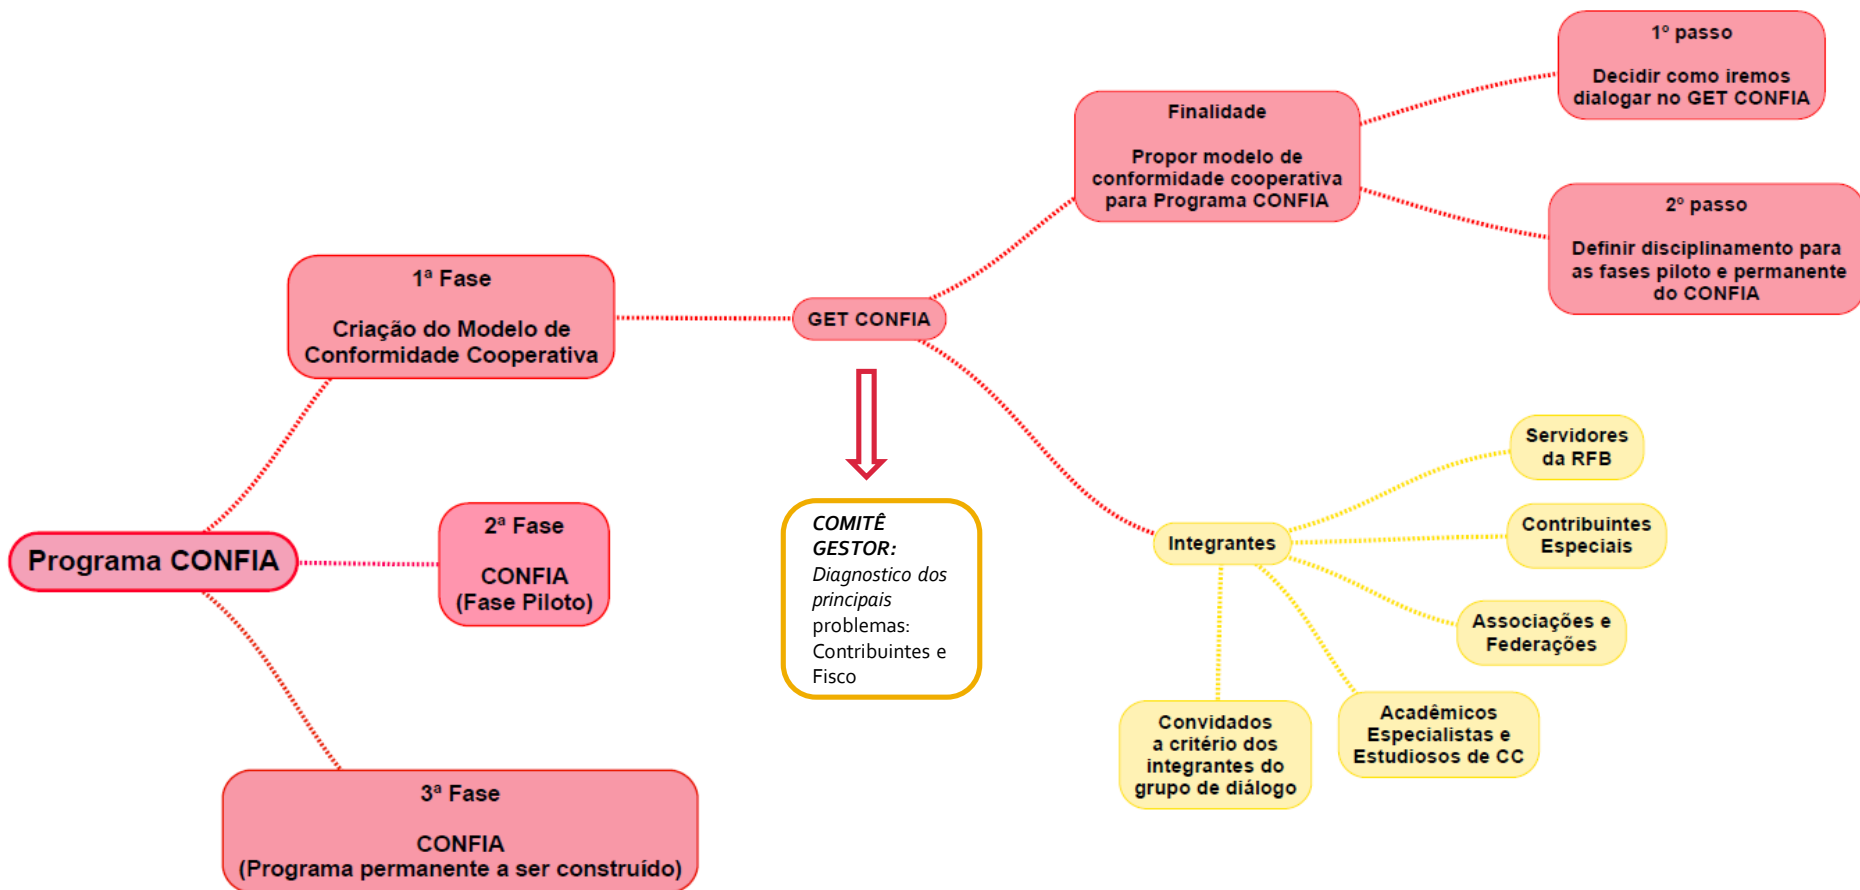 Programa CONFIA
1ª Fase
Criação do Modelo de
Conformidade Cooperativa
2ª Fase
CONFIA
(Fase Piloto)
3ª Fase
CONFIA
(Programa permanente a ser construído)
GET CONFIA
COMITÊ
GESTOR:
Diagnostico dos
principais
problemas:
Contribuintes e
Fisco
Finalidade
Propor modelo de
conformidade cooperativa
para Programa CONFIA
1º passo
Decidir como iremos
dialogar no GET CONFIA
2º passo
Definir disciplinamento para
as fases piloto e permanente
do CONFIA
Integrantes
Servidores
da RFB
Contribuintes
Especiais
Associações e
Federações
Acadêmicos
Especialistas e
Estudiosos de CC
Convidados
a critério dos
integrantes do
grupo de diálogo